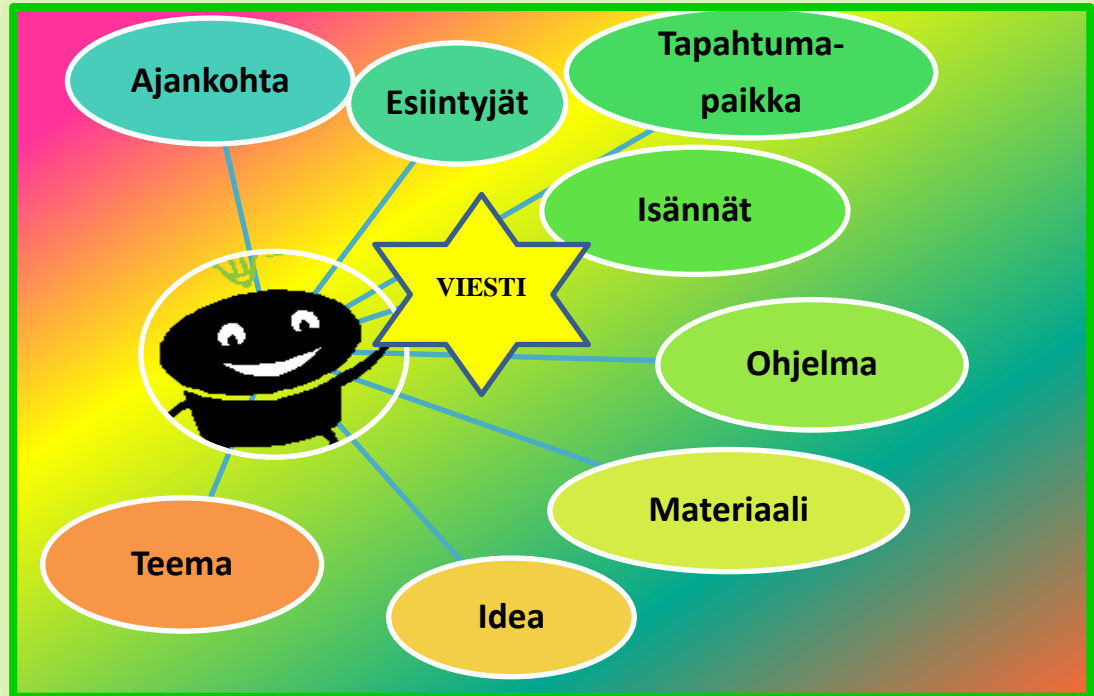 Ajankohta
Esiintyjät
Tapahtuma-
paikka
Isännät
VIESTI
Ohjelma
Materiaali
Teema
Idea